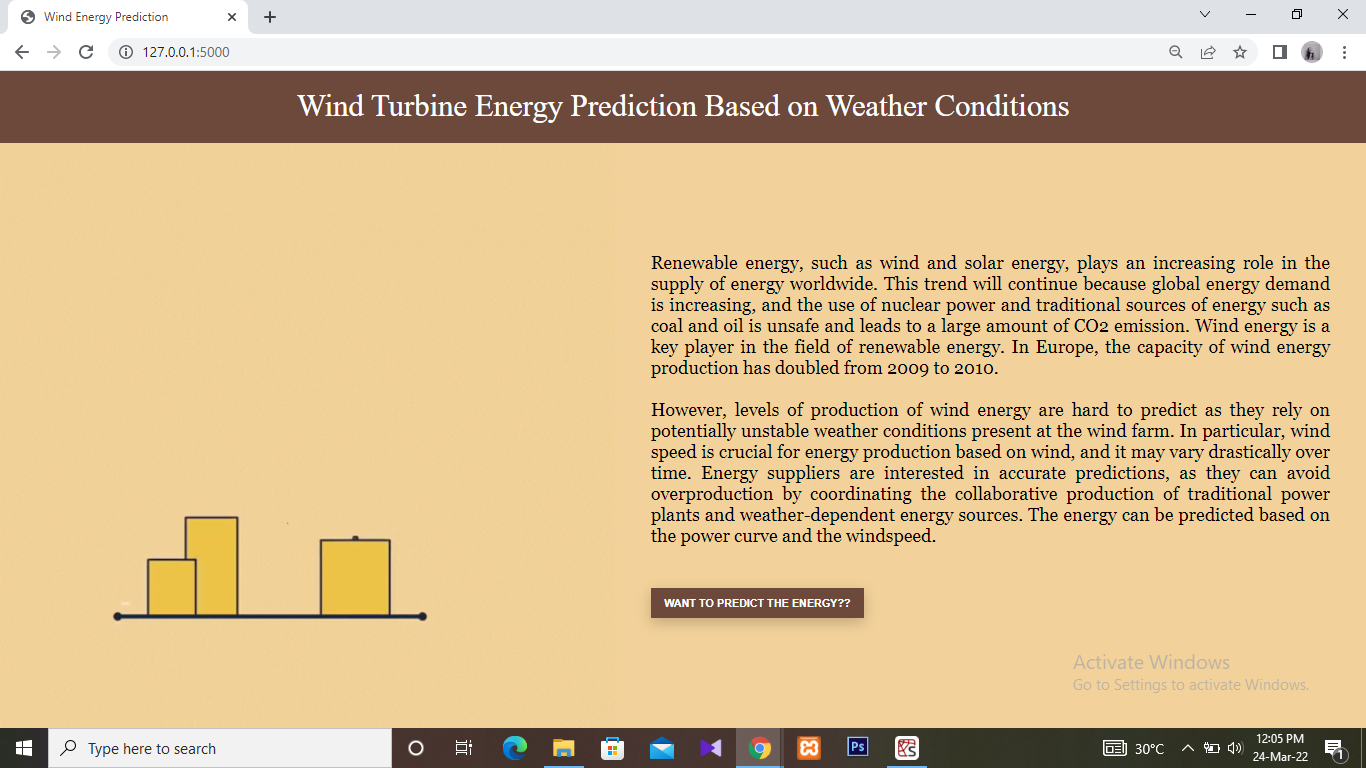 Wind Energy Prediction
127.0.0.1:5000
Wind Turbine Energy Prediction Based on Weather Conditions
Renewable energy, such as wind and solar energy, plays an increasing role in the
supply of energy worldwide. This trend will continue because global energy demand
is increasing, and the use of nuclear power and traditional sources of energy such as
coal and oil is unsafe and leads to a large amount of CO2 emission. Wind energy is a
key player in the field of renewable energy. In Europe, the capacity of wind energy
production has doubled from 2009 to 2010.
However, levels of production of wind energy are hard to predict as they rely on
potentially unstable weather conditions present at the wind farm. In particular, wind
speed is crucial for energy production based on wind, and it may vary drastically over
time. Energy suppliers are interested in accurate predictions, as they can avoid
overproduction by coordinating the collaborative production of traditional power
plants and weather-dependent energy sources. The energy can be predicted based on
the power curve and the windspeed.
WANT TO PREDICT THE ENERGY??
Activate Windows
Go to Settings to activate Windows.
Type here to search
Ps
30°C
12:05 PM
24-Mar-22
1